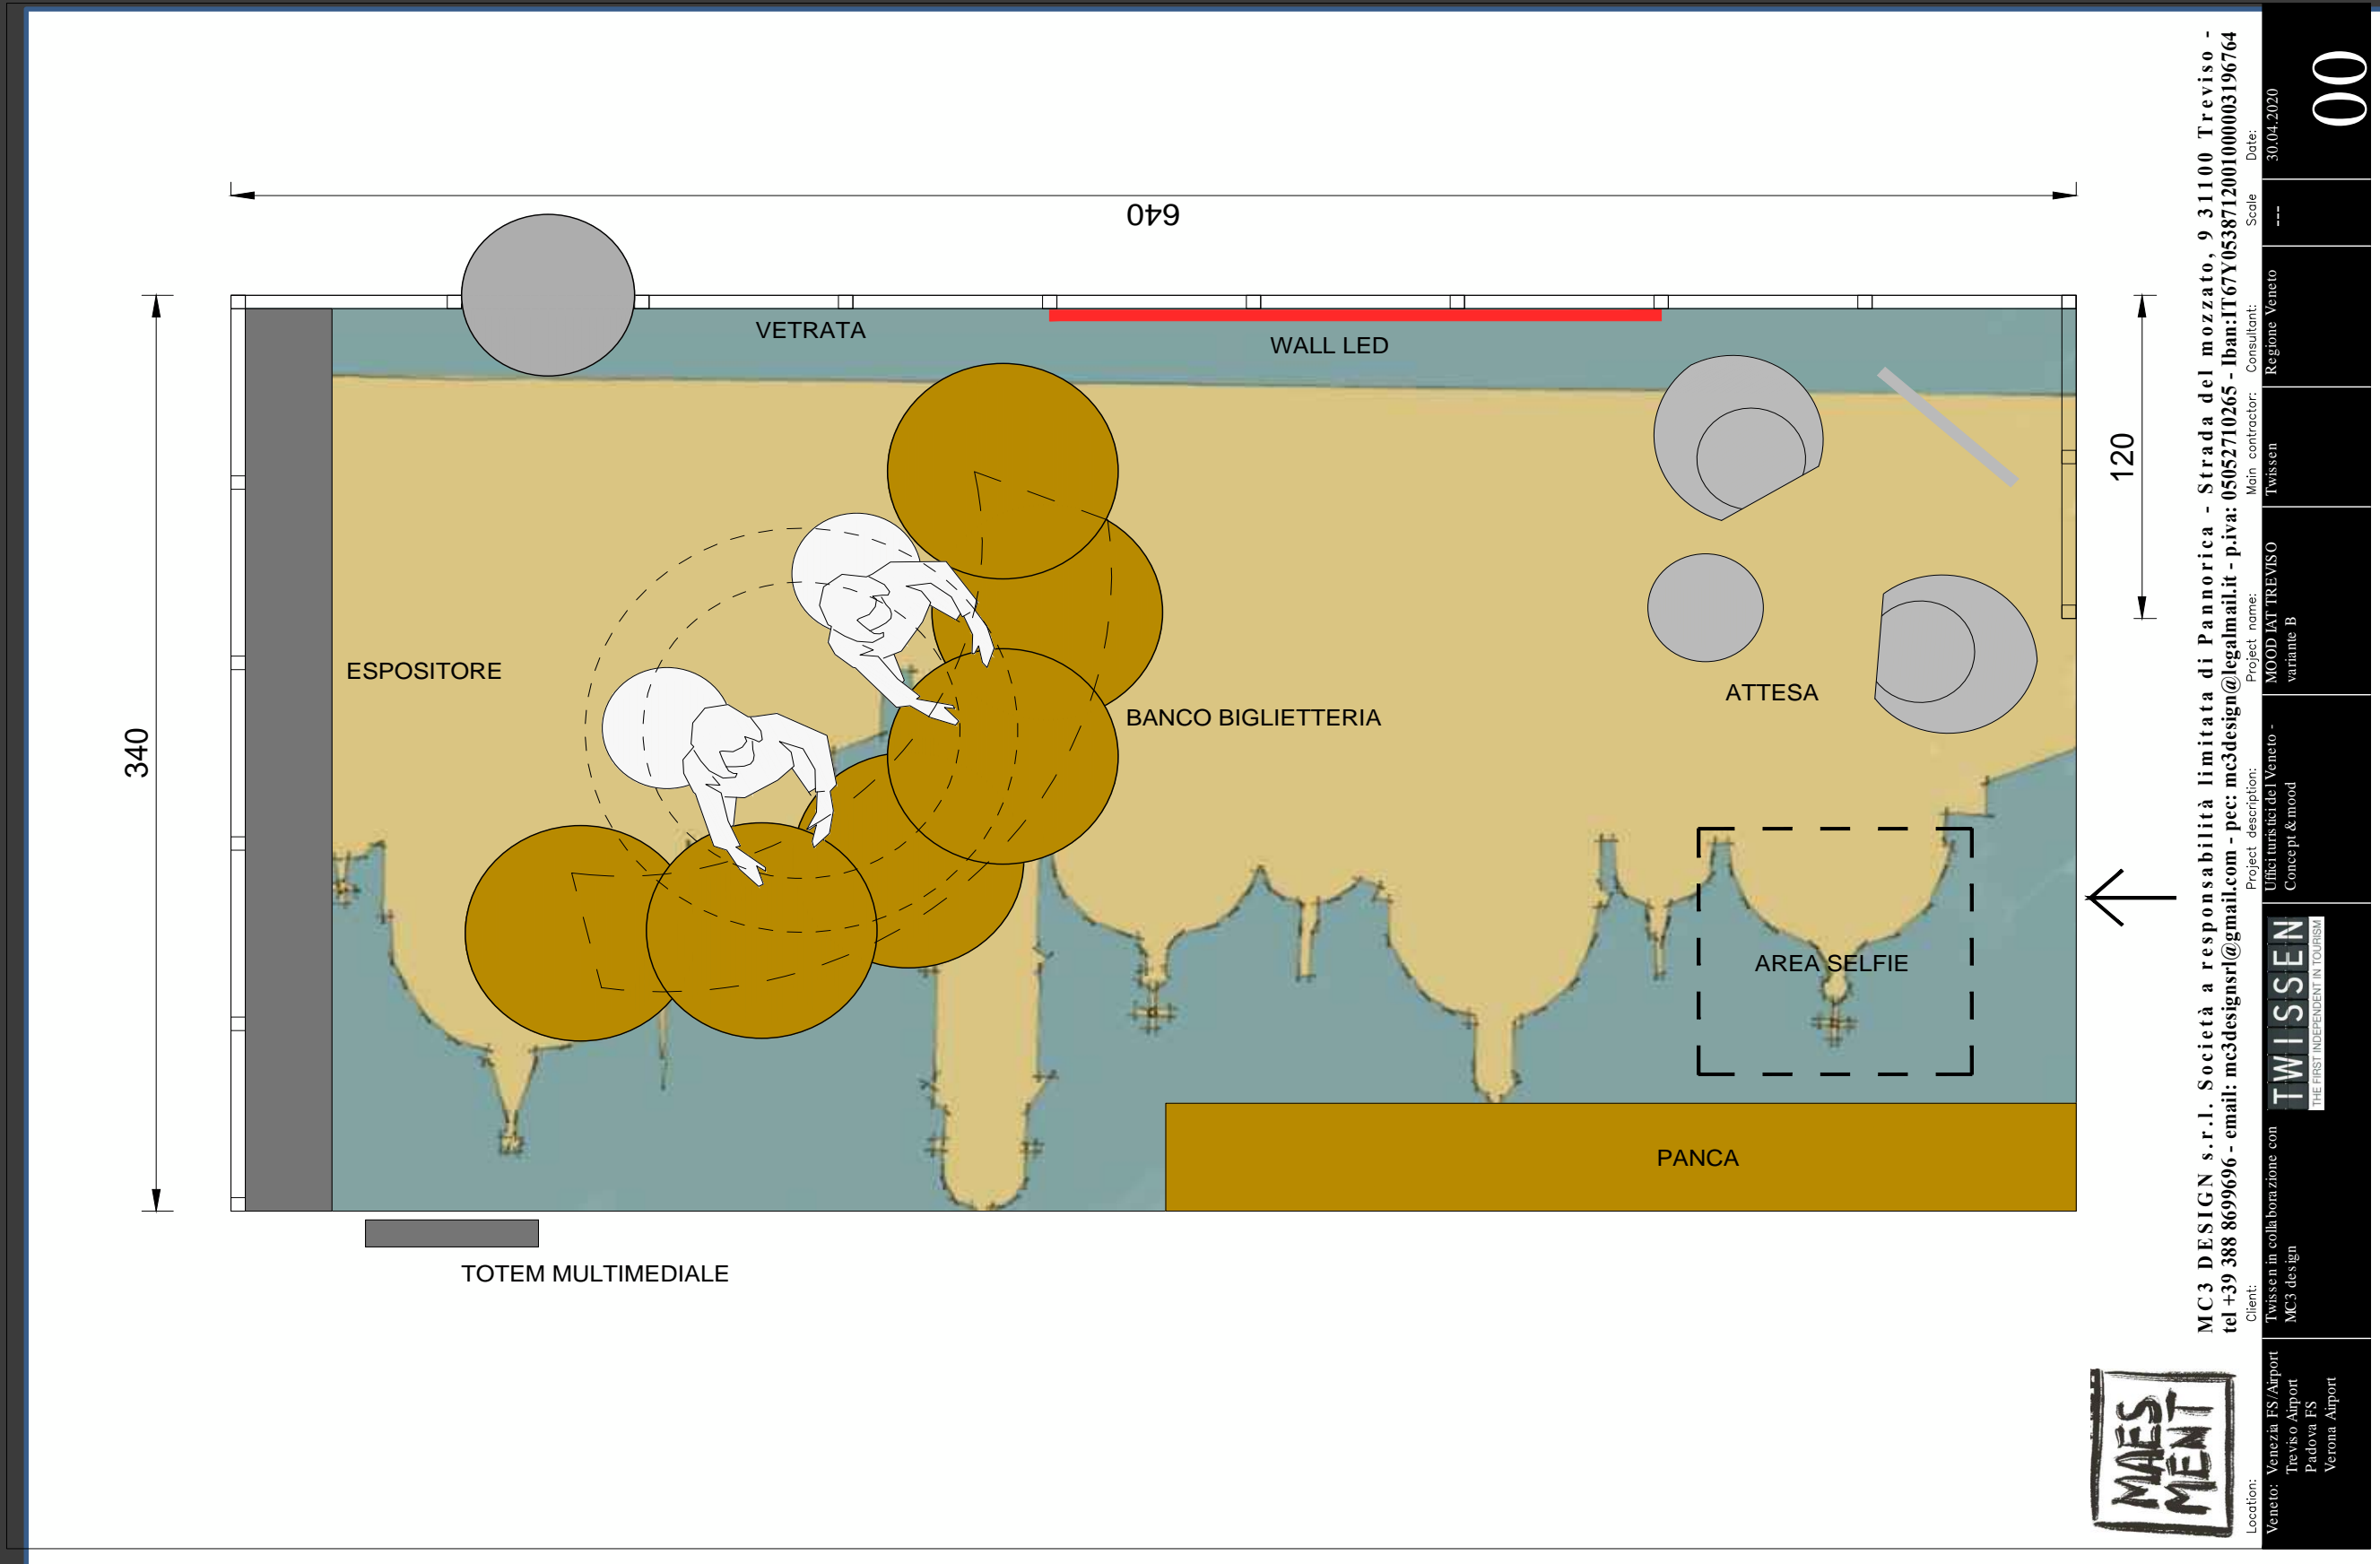 640
VETRATA
WALL LED
120
ESPOSITORE
340
ATTESA
BANCO BIGLIETTERIA
AREA SELFIE
PANCA
TOTEM MULTIMEDIALE
MC3 DESIGN s.r.l. Società a responsabilità limitata di Pannorica - Strada del mozzato, 9 31100 Treviso -
tel +39 388 8699696 - email: mc3designsrl@gmail.com - pec: mc3design@legalmail.it - p.iva: 05052710265 - Iban:IT67Y0538712001000003196764
Location:
Veneto: Venezia FS/Airport
Treviso Airport
Padova FS
Verona Airport
Client:
Twissen in collaborazione con
MC3 design
TWISSEN
THE FIRST INDEPENDENT IN TOURISM
Project description:
Uffici turistici del Veneto -
Concept & mood
Project name:
MOOD IAT TREVISO
variante B
Main contractor:
Twissen
Consultant:
Regione Veneto
Scale
---
Date:
30.04.2020
00
MAES
MENT